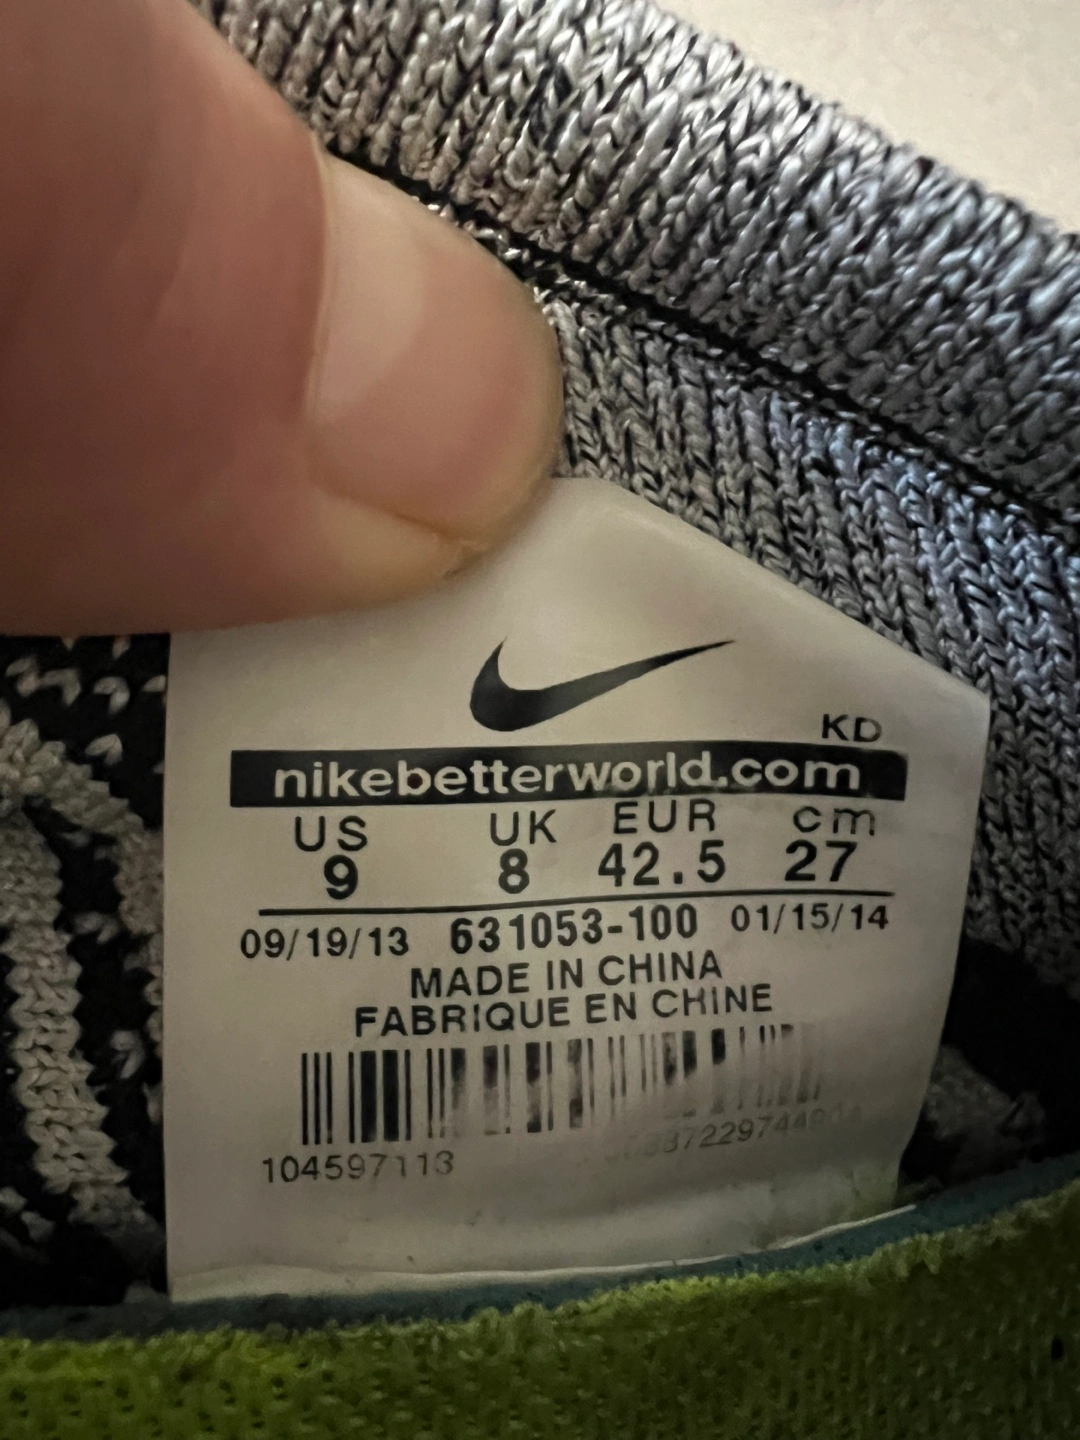 KD
nikebetterworld.com
US UK EUR cm
9 8 42.5 27
09/19/13 631053-100 01/15/14
MADE IN CHINA
FABRIQUE EN CHINE
104597113